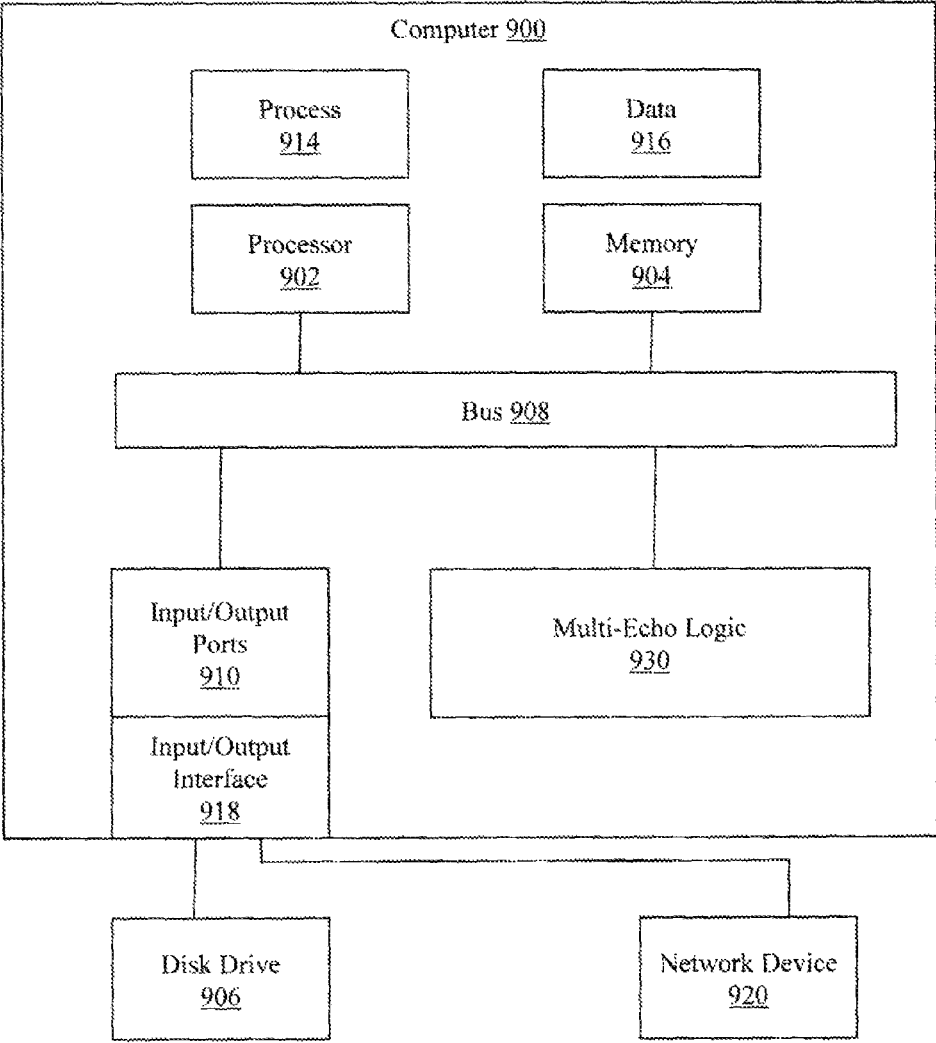 Computer 900
Process
914
Data
916
Processor
902
Memory
904
Bus 908
Input/Output
Ports
910
Multi-Echo Logic
930
Input/Output
Interface
918
Disk Drive
906
Network Device
920